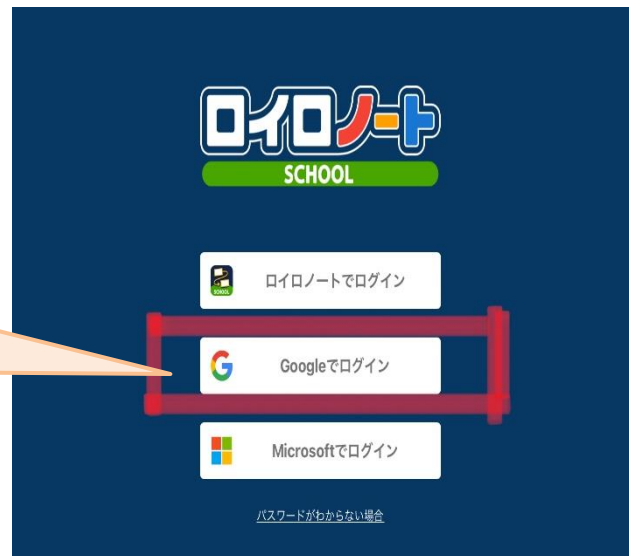 ロイロノート
SCHOOL
SCHOOL
ロイロノートでログイン
Googleでログイン
Microsoftでログイン
パスワードがわからない場合